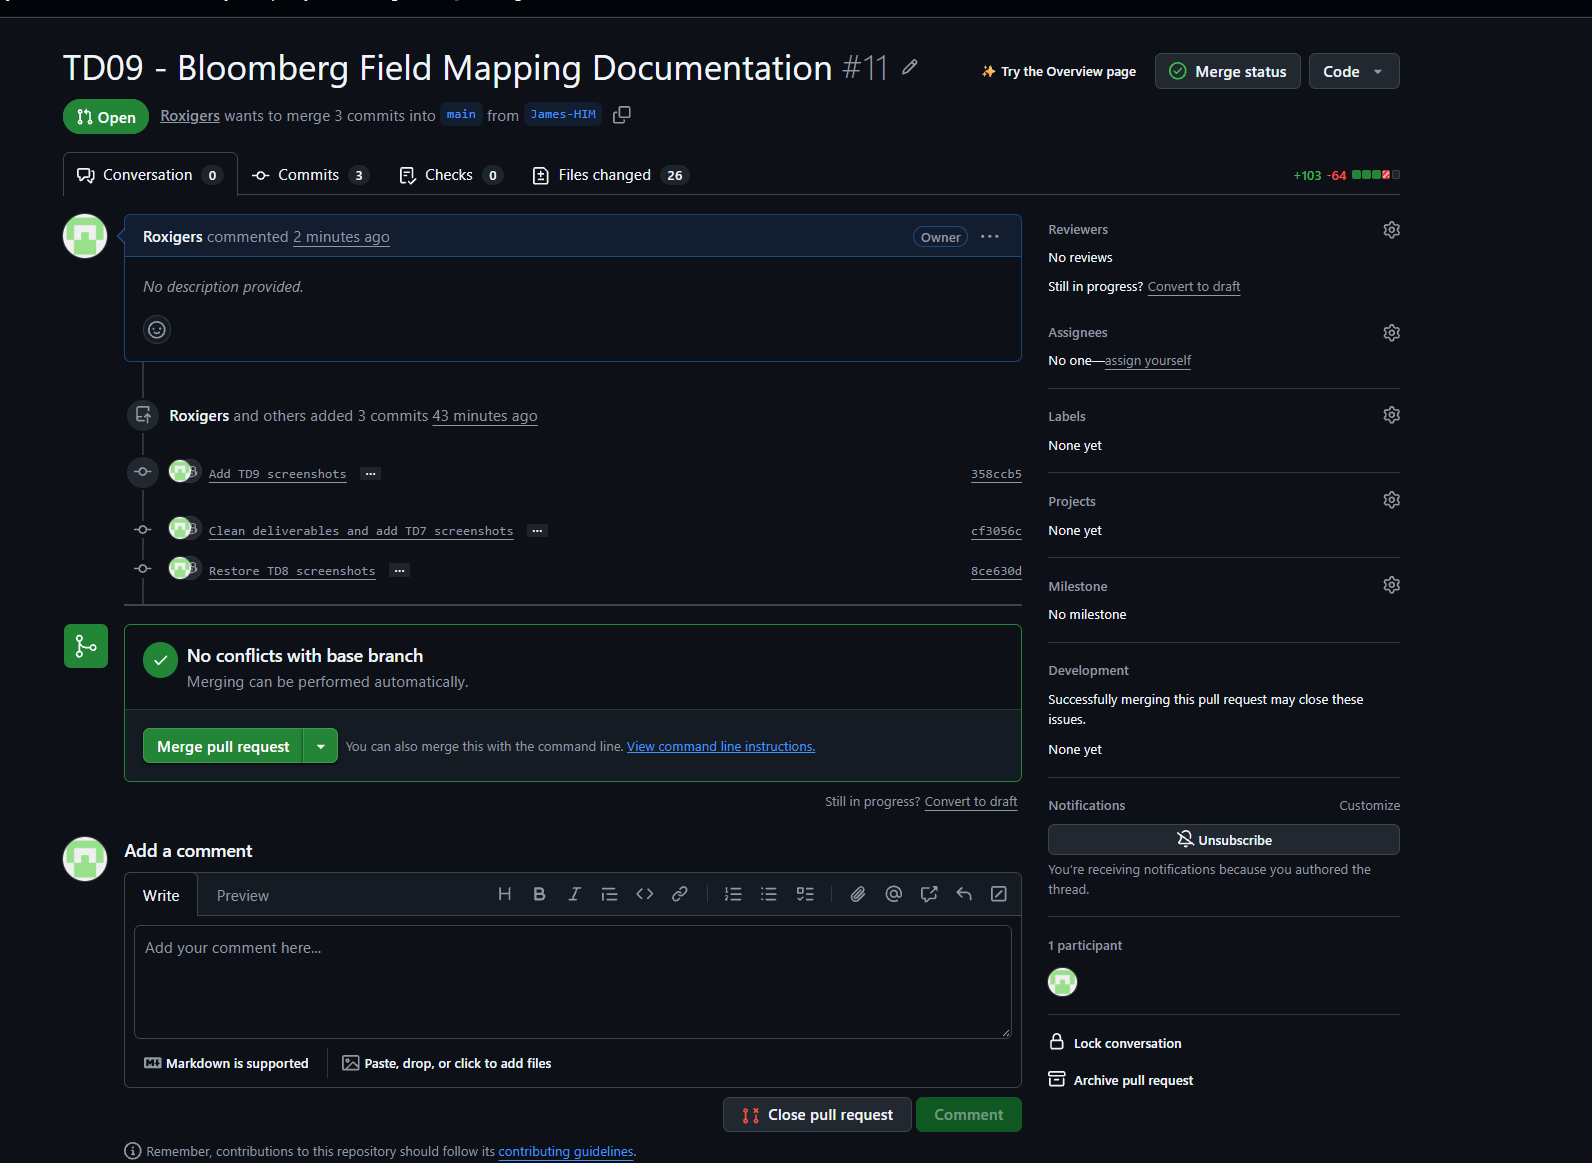 TD09 - Bloomberg Field Mapping Documentation #11
Try the Overview page
Merge status
Code
Open
Roxigers wants to merge 3 commits into main from James-HIM
Conversation 0
Commits 3
Checks 0
Files changed 26
+103 -64
Roxigers commented 2 minutes ago
Owner
No description provided.
Roxigers and others added 3 commits 43 minutes ago
Add TD9 screenshots
358ccb5
Clean deliverables and add TD7 screenshots
cf3056c
Restore TD8 screenshots
8ce630d
No conflicts with base branch
Merging can be performed automatically.
Merge pull request
You can also merge this with the command line. View command line instructions.
Still in progress? Convert to draft
Add a comment
Write
Preview
Add your comment here...
Markdown is supported
Paste, drop, or click to add files
Close pull request
Comment
Remember, contributions to this repository should follow its contributing guidelines.
Reviewers
No reviews
Still in progress? Convert to draft
Assignees
No one—assign yourself
Labels
None yet
Projects
None yet
Milestone
No milestone
Development
Successfully merging this pull request may close these
issues.
None yet
Notifications
Customize
Unsubscribe
You're receiving notifications because you authored the
thread.
1 participant
Lock conversation
Archive pull request